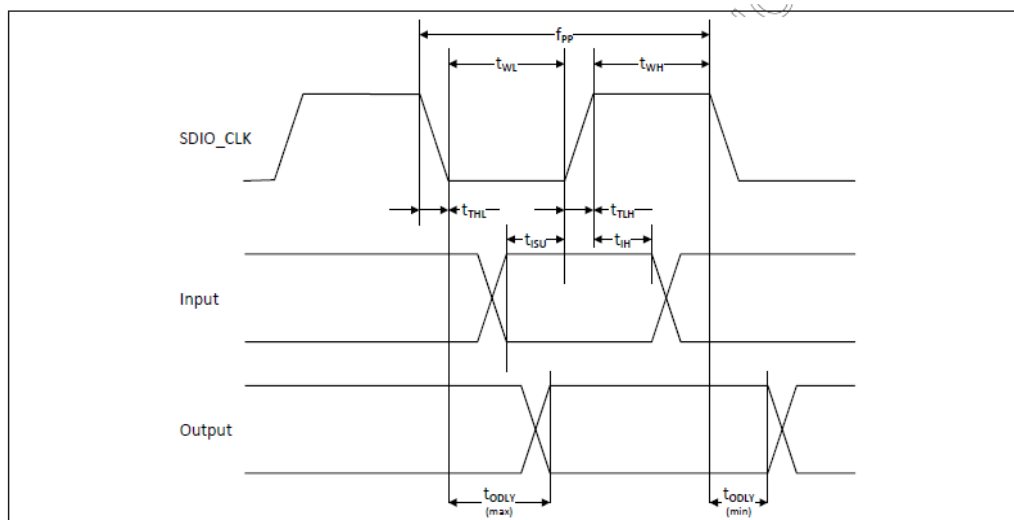 fPP
tWL
tWH
SDIO_CLK
tTHL
tTLH
tISU
tIH
Input
Output
tODLY
(max)
tODLY
(min)